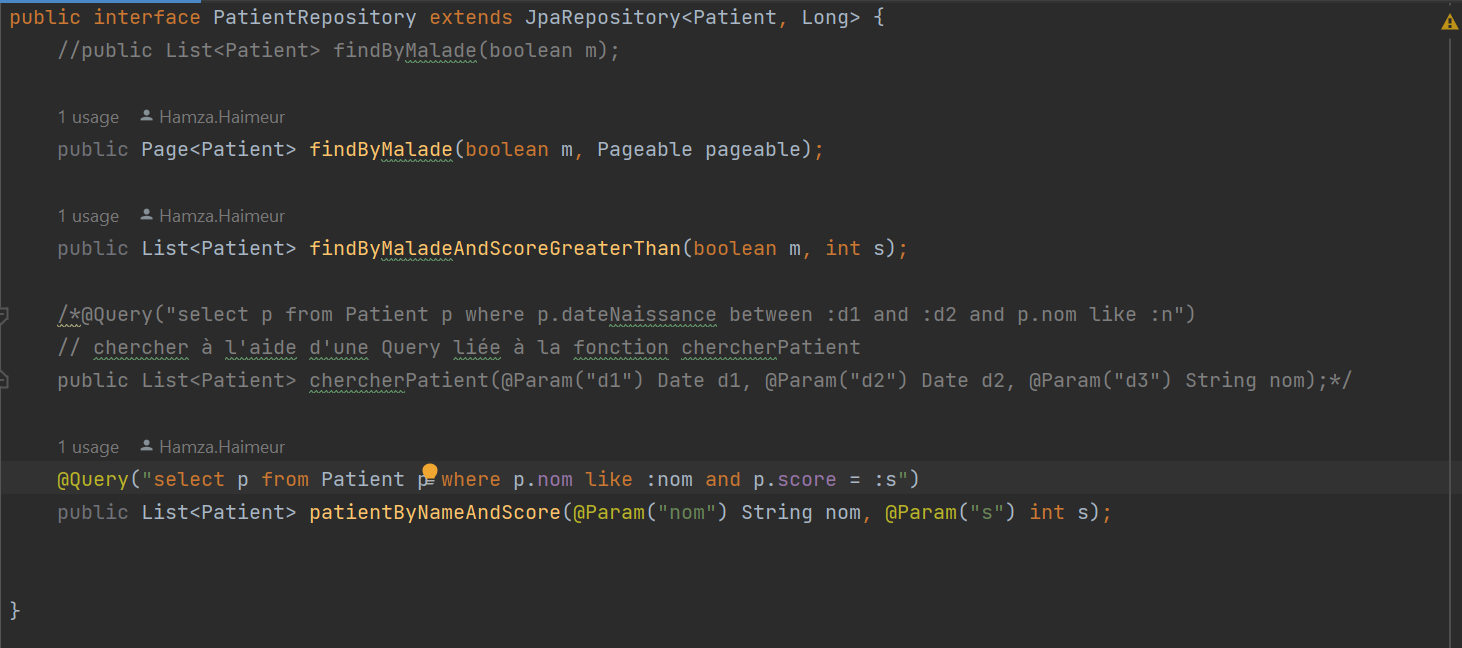 public interface PatientRepository extends JpaRepository<Patient, Long> {
//public List<Patient> findByMalade(boolean m);
1 usage Hamza.Haimeur
public Page<Patient> findByMalade(boolean m, Pageable pageable);
1 usage Hamza.Haimeur
public List<Patient> findByMaladeAndScoreGreaterThan(boolean m, int s);
/*@Query("select p from Patient p where p.dateNaissance between :d1 and :d2 and p.nom like :n")
// chercher à l'aide d'une Query liée à la fonction chercherPatient
public List<Patient> chercherPatient(@Param("d1") Date d1, @Param("d2") Date d2, @Param("d3") String nom);*/
1 usage Hamza.Haimeur
@Query("select p from Patient p where p.nom like :nom and p.score = :s")
public List<Patient> patientByNameAndScore(@Param("nom") String nom, @Param("s") int s);
}